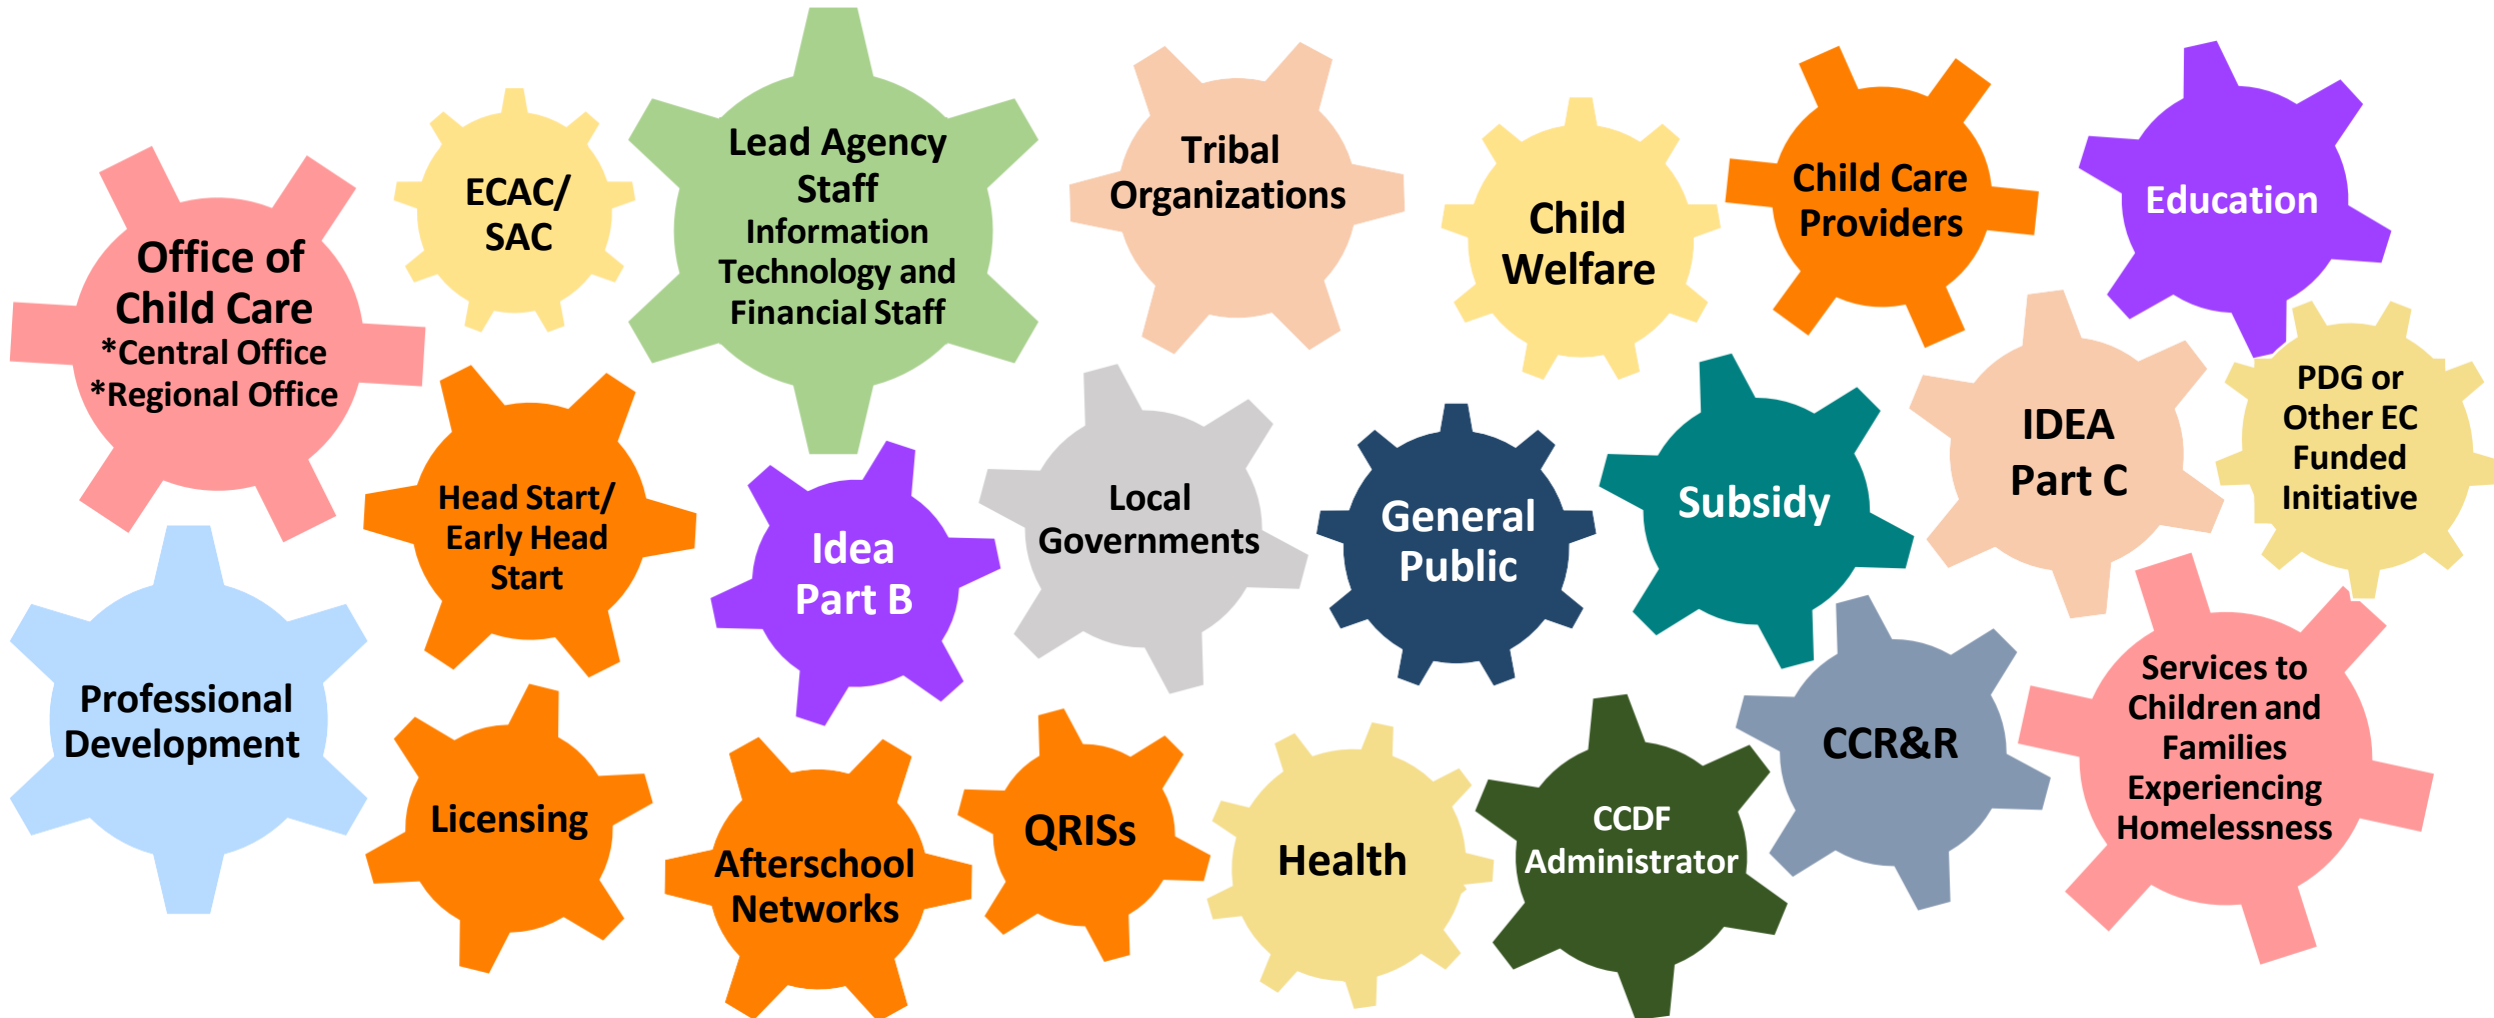 Office of
Child Care
*Central Office
*Regional Office
ECAC/
SAC
Lead Agency
Staff
Information
Technology and
Financial Staff
Tribal
Organizations
Child
Welfare
Child Care
Providers
Education
Head Start/
Early Head
Start
Idea
Part B
Local
Governments
General
Public
Subsidy
IDEA
Part C
PDG or
Other EC
Funded
Initiative
Professional
Development
Licensing
Afterschool
Networks
QRISs
Health
CCDF
Administrator
CCR&R
Services to
Children and
Families
Experiencing
Homelessness